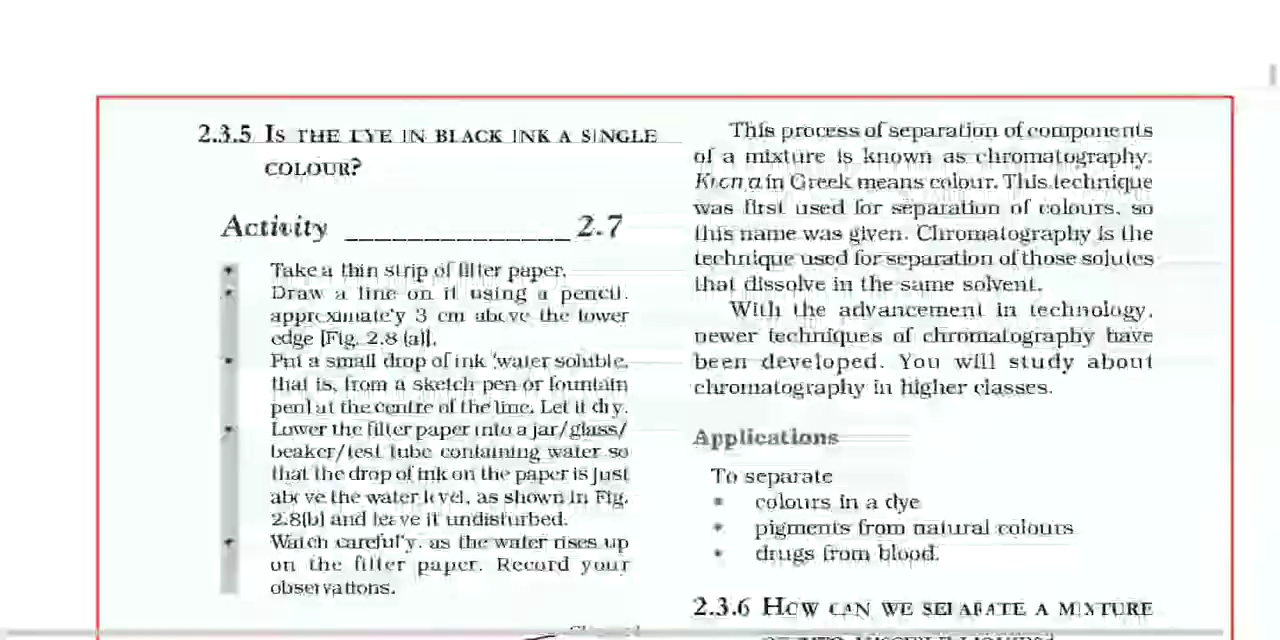 2.3.5 IS THE DYE IN BLACK INK A SINGLE
COLOUR?
Activity ______________ 2.7
• Take a thin strip of filter paper.
• Draw a line on it using a pencil,
approximately 3 cm above the lower
edge [Fig. 2.8 (a)].
• Put a small drop of ink (water soluble,
that is, from a sketch pen or fountain
pen) at the centre of the line. Let it dry.
• Lower the filter paper into a jar/glass/
beaker/test tube containing water so
that the drop of ink on the paper is just
above the water level, as shown in Fig.
2.8(b) and leave it undisturbed.
• Watch carefully, as the water rises up
on the filter paper. Record your
observations.
This process of separation of components
of a mixture is known as chromatography.
Kroma in Greek means colour. This technique
was first used for separation of colours, so
this name was given. Chromatography is the
technique used for separation of those solutes
that dissolve in the same solvent.
With the advancement in technology,
newer techniques of chromatography have
been developed. You will study about
chromatography in higher classes.
Applications
To separate
• colours in a dye
• pigments from natural colours
• drugs from blood.
2.3.6 HOW CAN WE SEPARATE A MIXTURE